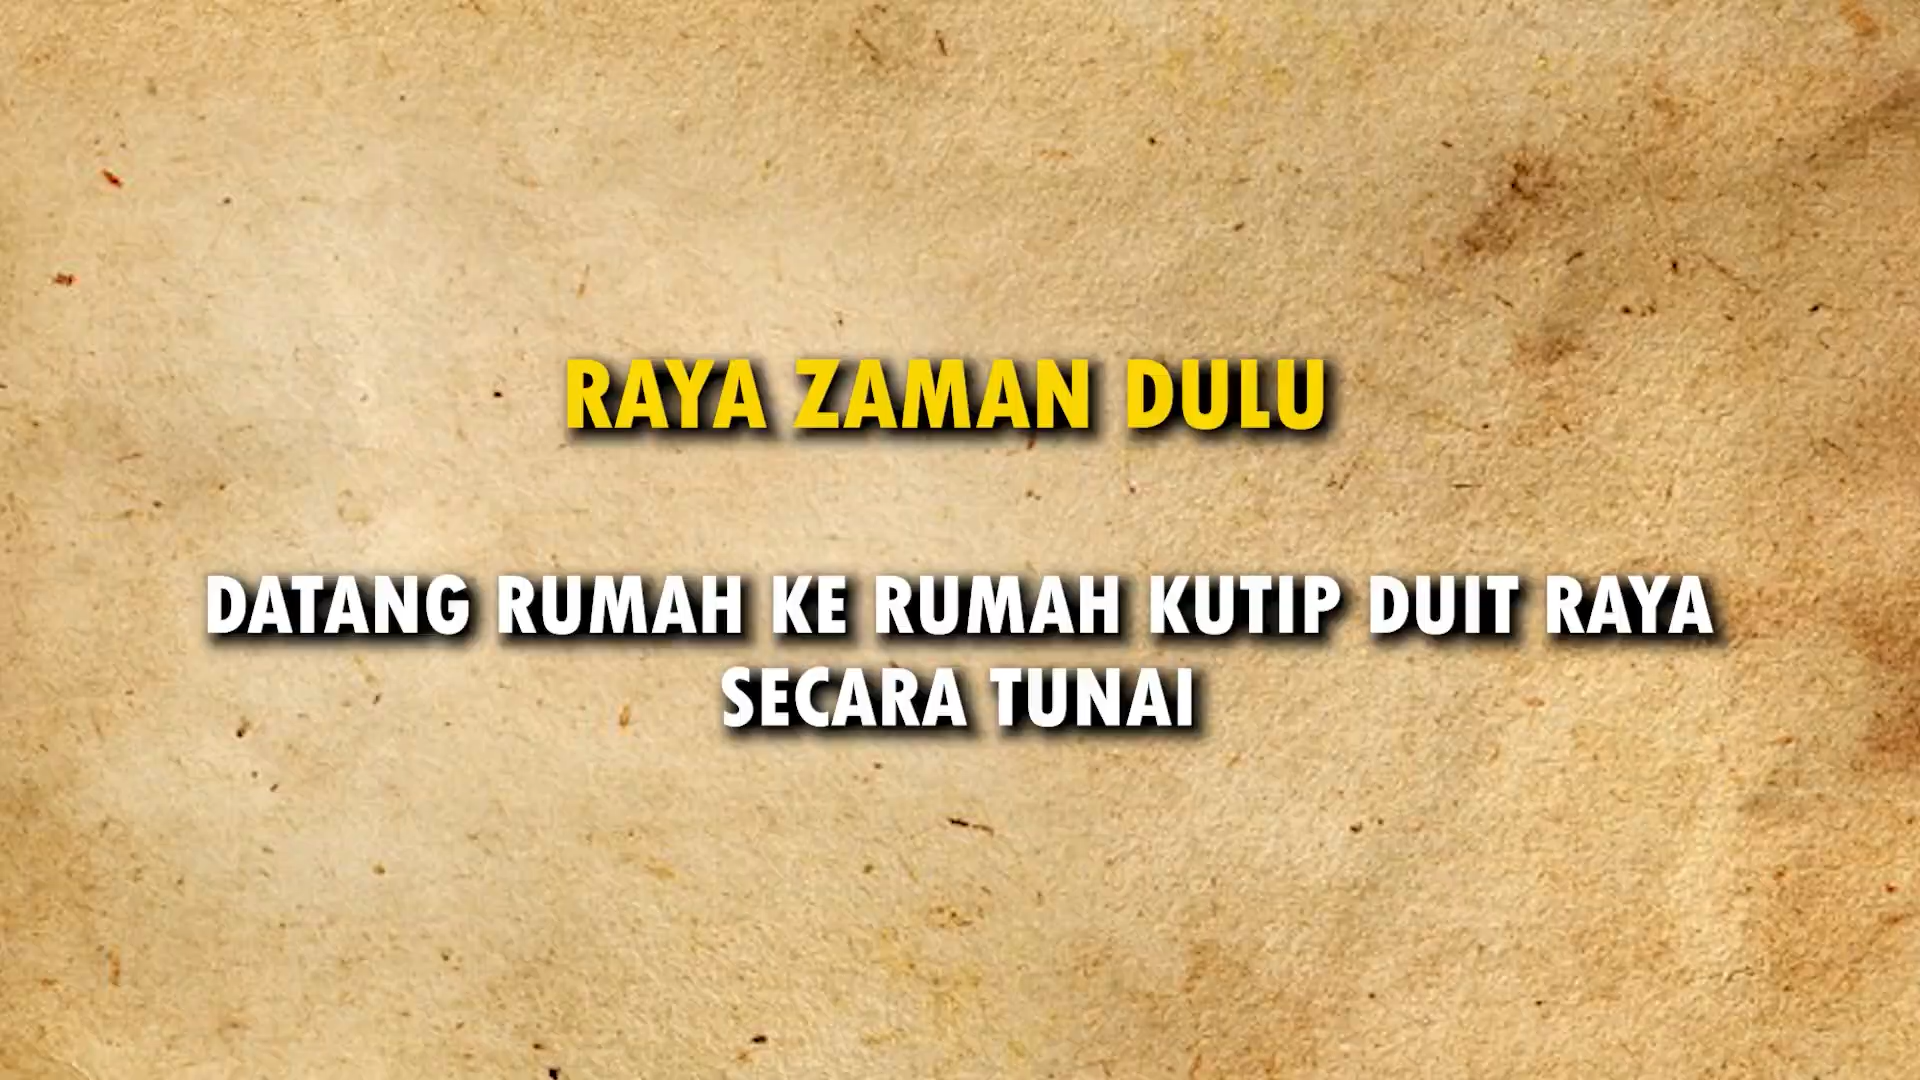 RAYA ZAMAN DULU
DATANG RUMAH KE RUMAH KUTIP DUIT RAYA
SECARA TUNAI